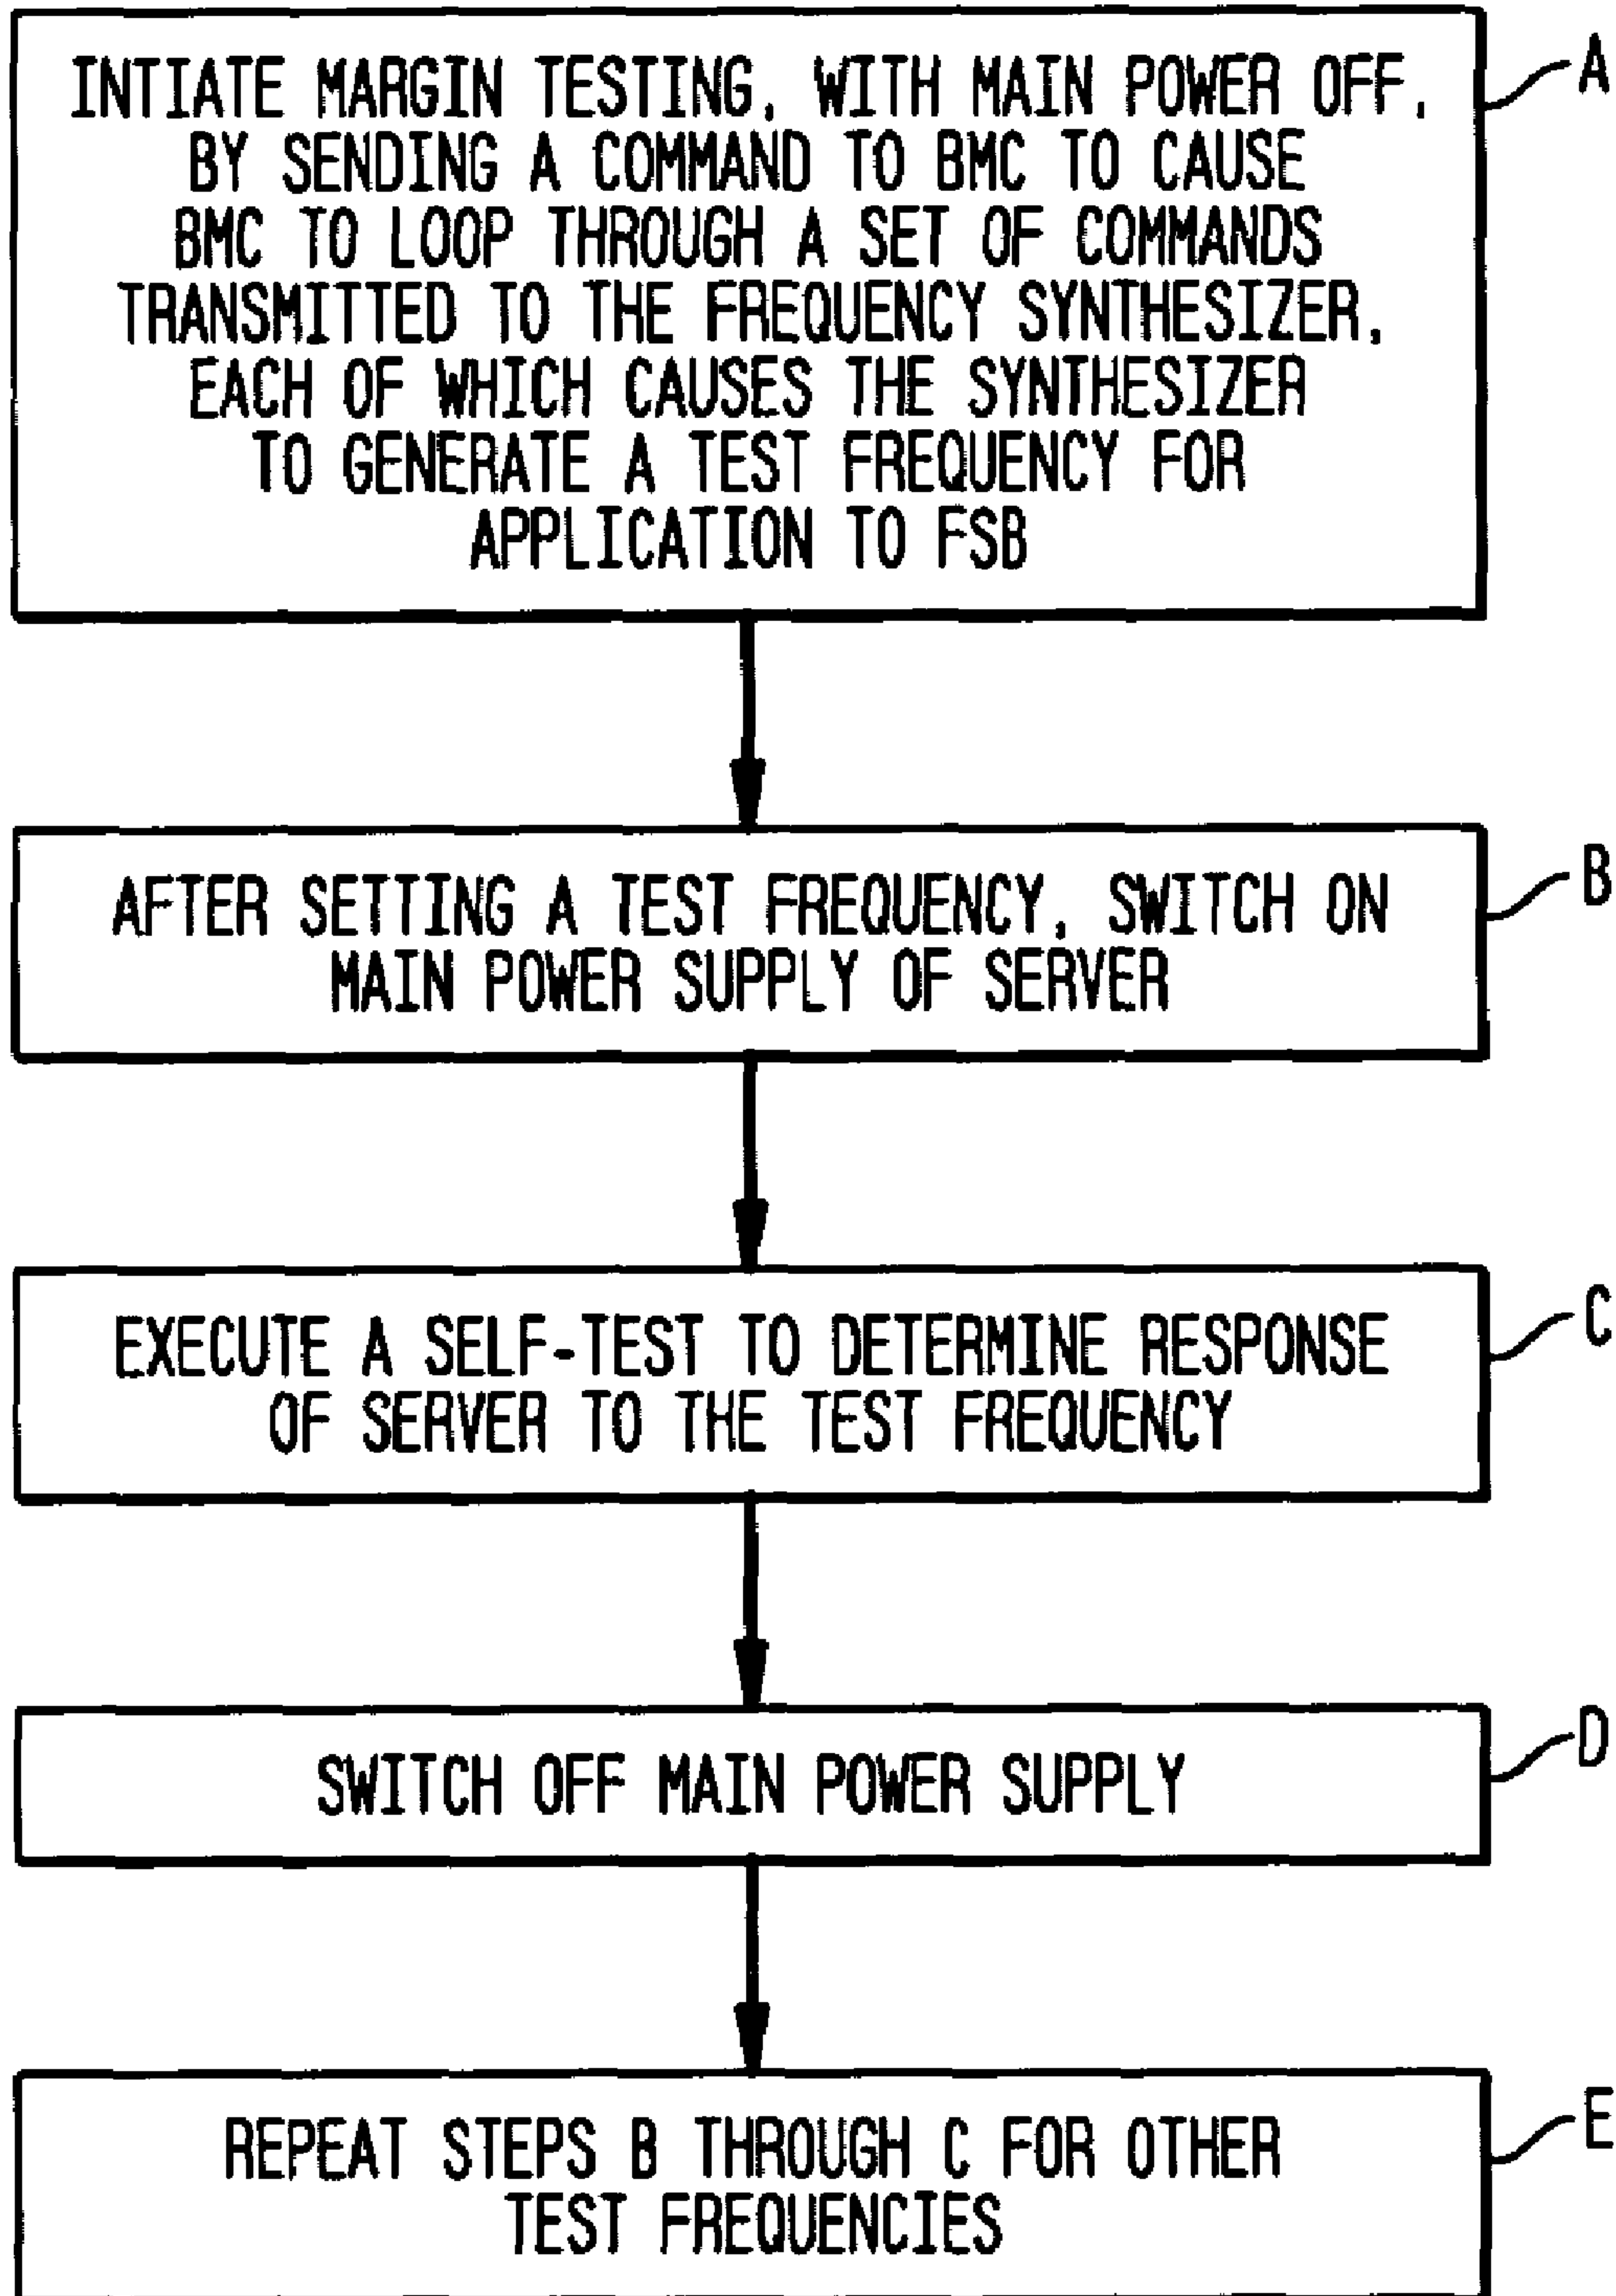 INTIATE MARGIN TESTING, WITH MAIN POWER OFF,
BY SENDING A COMMAND TO BMC TO CAUSE
BMC TO LOOP THROUGH A SET OF COMMANDS
TRANSMITTED TO THE FREQUENCY SYNTHESIZER,
EACH OF WHICH CAUSES THE SYNTHESIZER
TO GENERATE A TEST FREQUENCY FOR
APPLICATION TO FSB
A
AFTER SETTING A TEST FREQUENCY, SWITCH ON
MAIN POWER SUPPLY OF SERVER
B
EXECUTE A SELF-TEST TO DETERMINE RESPONSE
OF SERVER TO THE TEST FREQUENCY
C
SWITCH OFF MAIN POWER SUPPLY
D
REPEAT STEPS B THROUGH C FOR OTHER
TEST FREQUENCIES
E